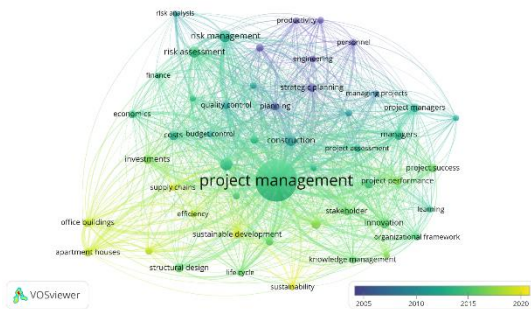 risk analysis
productivity
risk management
personnel
risk assessment
engineering
finance
strategic planning
managing projects
quality control
planning
project managers
economics
costs
budget control
construction
managers
project assessment
investments
project success
project management
project performance
supply chains
office buildings
efficiency
stakeholder
learning
sustainable development
innovation
apartment houses
organizational framework
structural design
life cycle
knowledge management
sustainability
VOSviewer
2005 2010 2015 2020